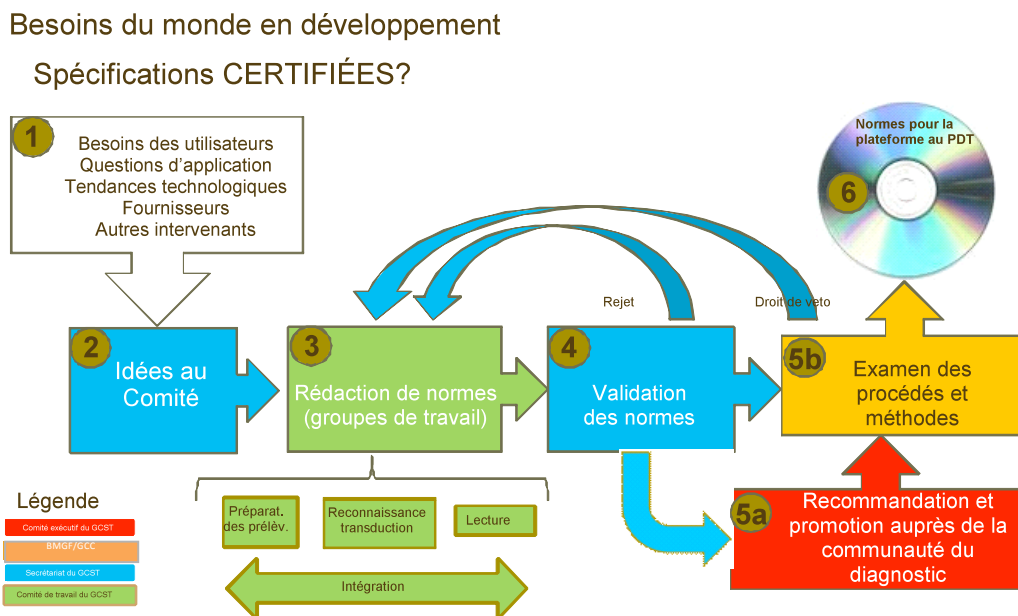 Besoins du monde en développement
Spécifications CERTIFIÉES?
1
Besoins des utilisateurs
Questions d'application
Tendances technologiques
Fournisseurs
Autres intervenants
Normes pour la
plateforme au PDT
6
Rejet
Droit de veto
2
Idées au
Comité
3
Rédaction de normes
(groupes de travail)
4
Validation
des normes
5b
Examen des
procédés et
méthodes
Préparat.
des prélèv.
Reconnaissance
transduction
Lecture
Intégration
5a
Recommandation et
promotion auprès de la
communauté du
diagnostic
Légende
Comité exécutif du GCST
BMGF/GCC
Secrétariat du GCST
Comité de travail du GCST